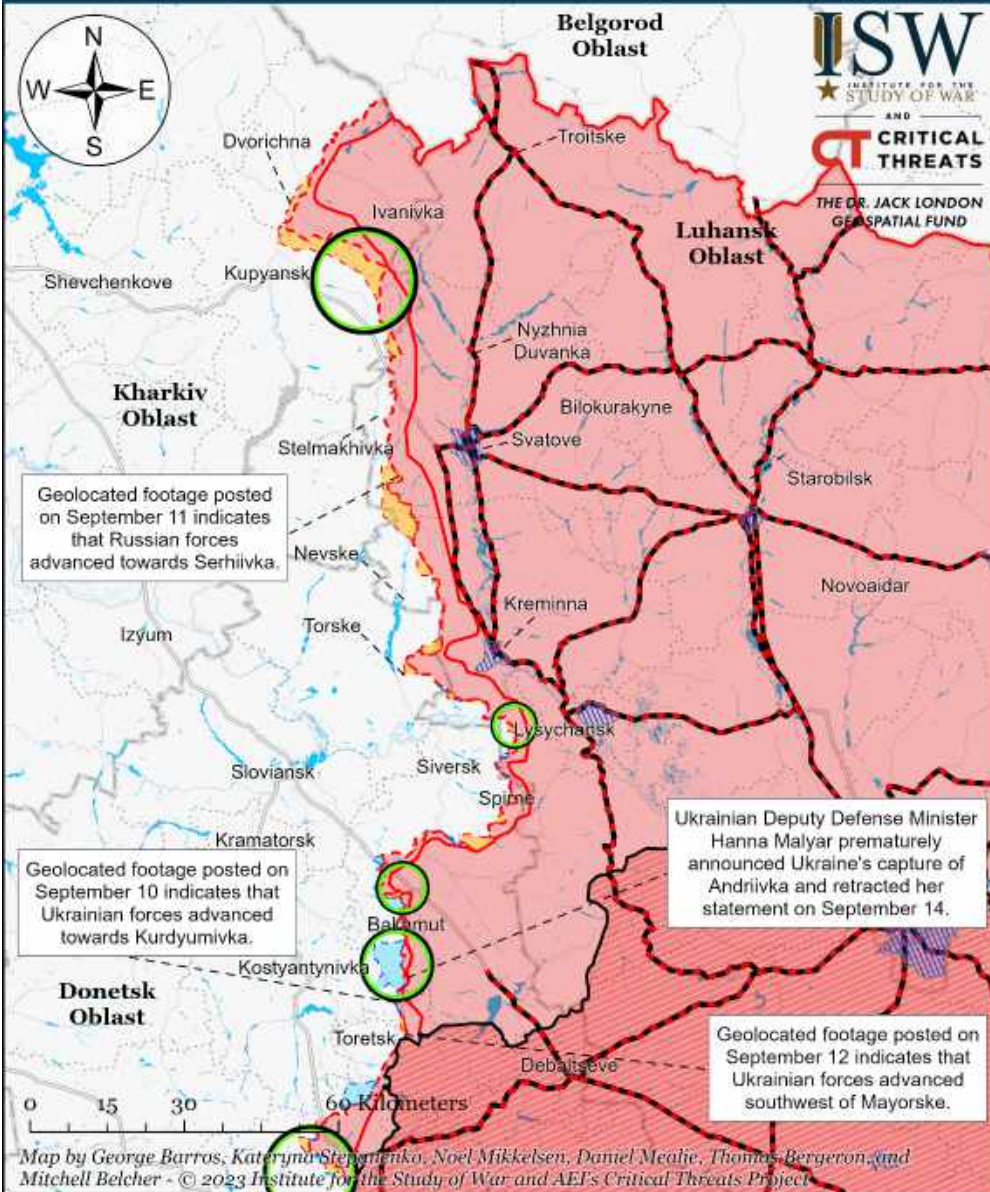 Belgorod
Oblast
ISW
INSTITUTE FOR THE
STUDY OF WAR
AND
CT CRITICAL
THREATS
THE DR. JACK LONDON
GEOSPATIAL FUND
N
W E
S
Dvorichna
Troitske
Ivanivka
Luhansk
Oblast
Shevchenkove
Kupyansk
Nyzhnia
Duvanka
Kharkiv
Oblast
Bilokurakyne
Stelmakhivka
Svatove
Starobilsk
Geolocated footage posted
on September 11 indicates
that Russian forces
advanced towards Serhiivka.
Nevske
Novoaidar
Kreminna
Torske
Izyum
Lysychansk
Siversk
Sloviansk
Spirne
Kramatorsk
Ukrainian Deputy Defense Minister
Hanna Malyar prematurely
announced Ukraine's capture of
Andriivka and retracted her
statement on September 14.
Geolocated footage posted on
September 10 indicates that
Ukrainian forces advanced
towards Kurdyumivka.
Bakhmut
Kostyantynivka
Donetsk
Oblast
Toretsk
Debaltseve
Geolocated footage posted on
September 12 indicates that
Ukrainian forces advanced
southwest of Mayorske.
0 15 30 60 Kilometers
Map by George Barros, Kateryna Stepanenko, Noel Mikkelsen, Daniel Mealie, Thomas Bergeron, and
Mitchell Belcher - © 2023 Institute for the Study of War and AEI's Critical Threats Project